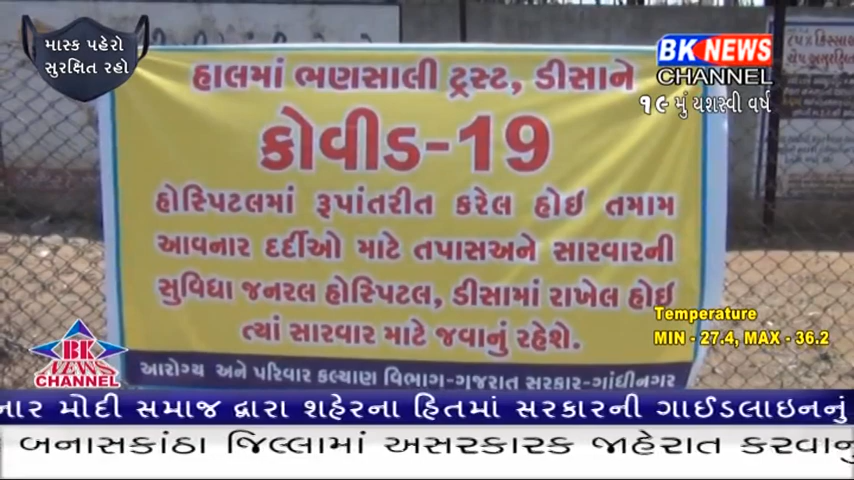 માસ્ક પહેરો
સુરક્ષિત રહો
BK NEWS
CHANNEL
૧૯ મું યશસ્વી વર્ષ
હાલમાં ભણસાલી ટ્રસ્ટ, ડીસાને
કોવીડ-19
હોસ્પિટલમાં રૂપાંતરીત કરેલ હોઇ તમામ
આવનાર દર્દીઓ માટે તપાસઅને સારવારની
સુવિધા જનરલ હોસ્પિટલ, ડીસામાં રાખેલ હોઈ
ત્યાં સારવાર માટે જવાનું રહેશે.
આરોગ્ય અને પરિવાર કલ્યાણ વિભાગ-ગુજરાત સરકાર-ગાંધીનગર
Temperature
MIN - 27.4, MAX - 36.2
BK
NEWS
CHANNEL
નાર મોદી સમાજ દ્વારા શહેરના હિતમાં સરકારની ગાઈડલાઇનનું
બનાસકાંઠા જિલ્લામાં અસરકારક જાહેરાત કરવાનુ